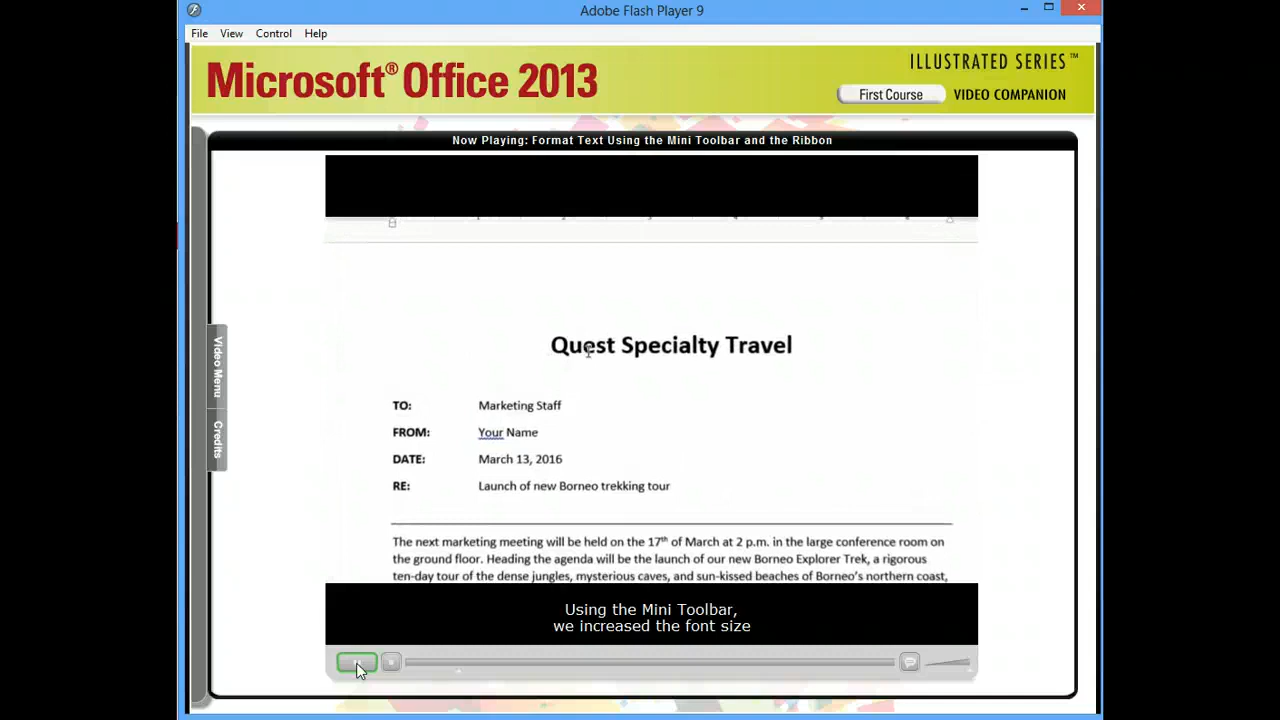 Adobe Flash Player 9
File View Control Help
Microsoft® Office 2013
ILLUSTRATED SERIES™
First Course VIDEO COMPANION
Now Playing: Format Text Using the Mini Toolbar and the Ribbon
Quest Specialty Travel
TO: Marketing Staff
FROM: Your Name
DATE: March 13, 2016
RE: Launch of new Borneo trekking tour
The next marketing meeting will be held on the 17th of March at 2 p.m. in the large conference room on
the ground floor. Heading the agenda will be the launch of our new Borneo Explorer Trek, a rigorous
ten-day tour of the dense jungles, mysterious caves, and sun-kissed beaches of Borneo's northern coast,
Using the Mini Toolbar,
we increased the font size
Video Menu
Credits